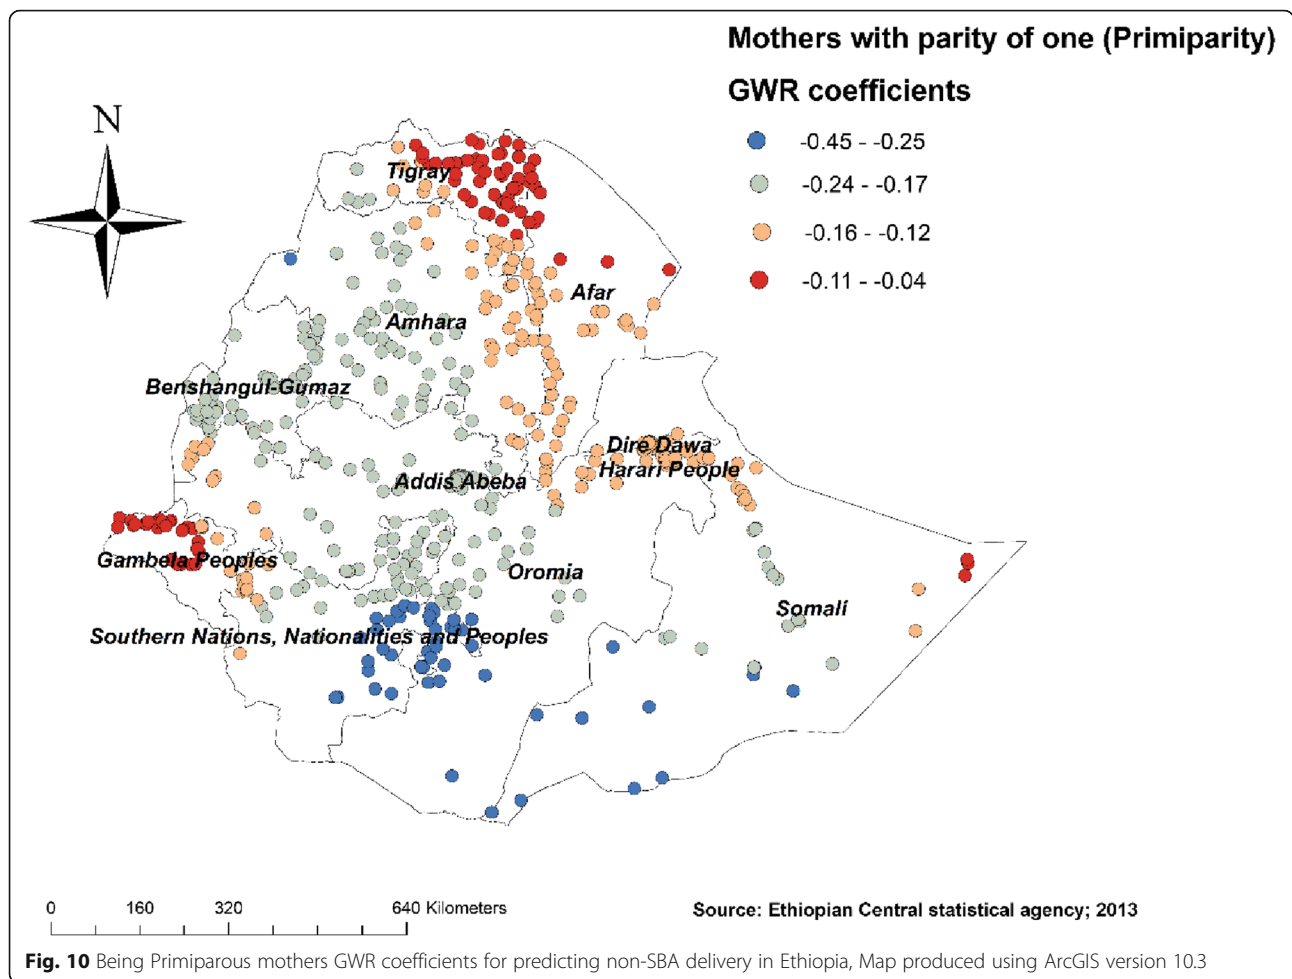 Mothers with parity of one (Primiparity)
GWR coefficients
-0.45 - -0.25
-0.24 - -0.17
-0.16 - -0.12
-0.11 - -0.04
N
Tigray
Afar
Amhara
Benshangul-Gumaz
Dire Dawa
Harari People
Addis Abeba
Gambela Peoples
Oromia
Somali
Southern Nations, Nationalities and Peoples
0 160 320 640 Kilometers
Source: Ethiopian Central statistical agency; 2013
Fig. 10 Being Primiparous mothers GWR coefficients for predicting non-SBA delivery in Ethiopia, Map produced using ArcGIS version 10.3